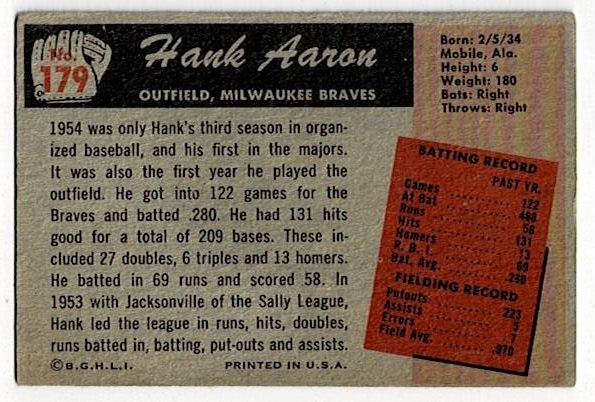 No.
179
Hank Aaron
OUTFIELD, MILWAUKEE BRAVES
Born: 2/5/34
Mobile, Ala.
Height: 6
Weight: 180
Bats: Right
Throws: Right
1954 was only Hank's third season in organ-
ized baseball, and his first in the majors.
It was also the first year he played the
outfield. He got into 122 games for the
Braves and batted .280. He had 131 hits
good for a total of 209 bases. These in-
cluded 27 doubles, 6 triples and 13 homers.
He batted in 69 runs and scored 58. In
1953 with Jacksonville of the Sally League,
Hank led the league in runs, hits, doubles,
runs batted in, batting, put-outs and assists.
©B.G.H.L.I. PRINTED IN U.S.A.
BATTING RECORD
PAST YR.
Games 122
At Bat 468
Runs 58
Hits 131
Homers 13
R. B. I. 69
Bat. Avg. .280
FIELDING RECORD
Putouts 223
Assists 5
Errors 7
Field Avg. .970